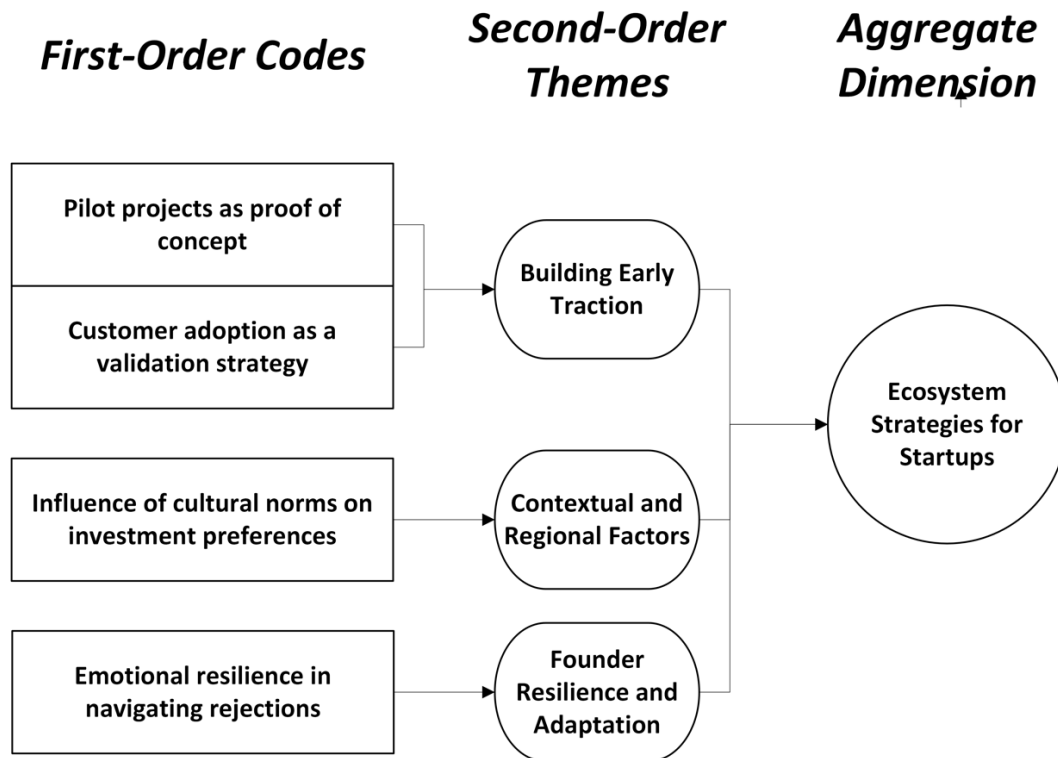 First-Order Codes
Second-Order
Themes
Aggregate
Dimension
Pilot projects as proof of
concept
Customer adoption as a
validation strategy
Building Early
Traction
Ecosystem
Strategies for
Startups
Influence of cultural norms on
investment preferences
Contextual and
Regional Factors
Emotional resilience in
navigating rejections
Founder
Resilience and
Adaptation